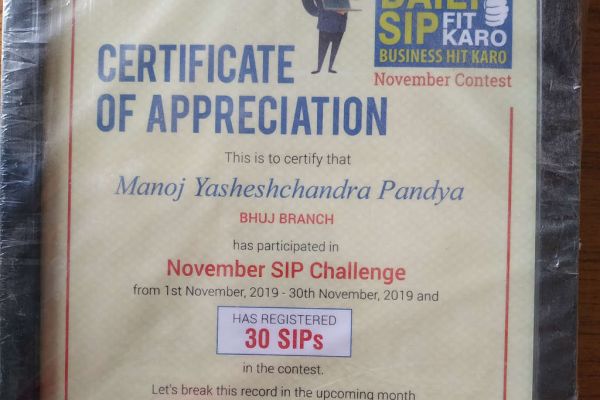 DAILY
SIP FIT
KARO
BUSINESS HIT KARO
November Contest
CERTIFICATE
OF APPRECIATION
This is to certify that
Manoj Yasheshchandra Pandya
BHUJ BRANCH
has participated in
November SIP Challenge
from 1st November, 2019 - 30th November, 2019 and
HAS REGISTERED
30 SIPs
in the contest.
Let's break this record in the upcoming month